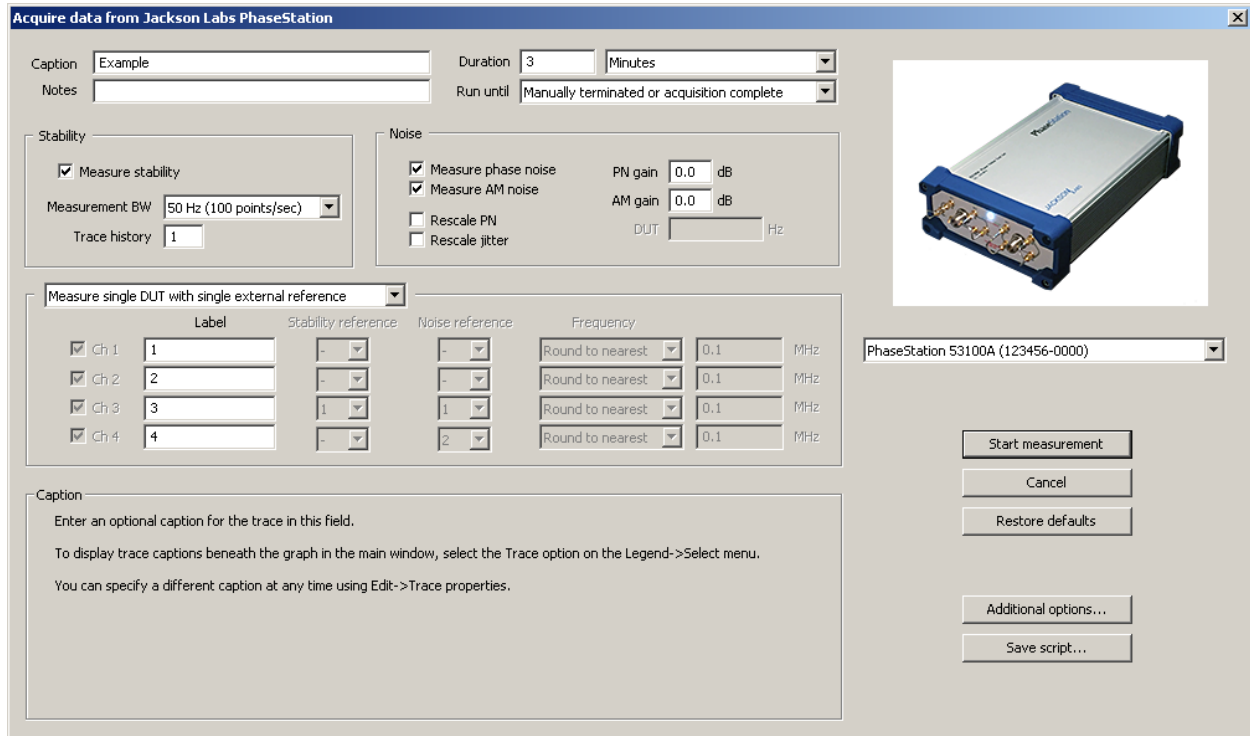 Acquire data from Jackson Labs PhaseStation
Caption Example
Notes
Duration 3 Minutes
Run until Manually terminated or acquisition complete
Stability
Measure stability
Measurement BW 50 Hz (100 points/sec)
Trace history 1
Noise
Measure phase noise
Measure AM noise
Rescale PN
Rescale jitter
PN gain 0.0 dB
AM gain 0.0 dB
DUT Hz
PhaseStation
JACKSON Labs
Measure single DUT with single external reference
Label Stability reference Noise reference Frequency
Ch 1 1 - - Round to nearest 0.1 MHz
Ch 2 2 - - Round to nearest 0.1 MHz
Ch 3 3 1 1 Round to nearest 0.1 MHz
Ch 4 4 - 2 Round to nearest 0.1 MHz
PhaseStation 53100A (123456-0000)
Start measurement
Cancel
Restore defaults
Additional options...
Save script...
Caption
Enter an optional caption for the trace in this field.
To display trace captions beneath the graph in the main window, select the Trace option on the Legend->Select menu.
You can specify a different caption at any time using Edit->Trace properties.